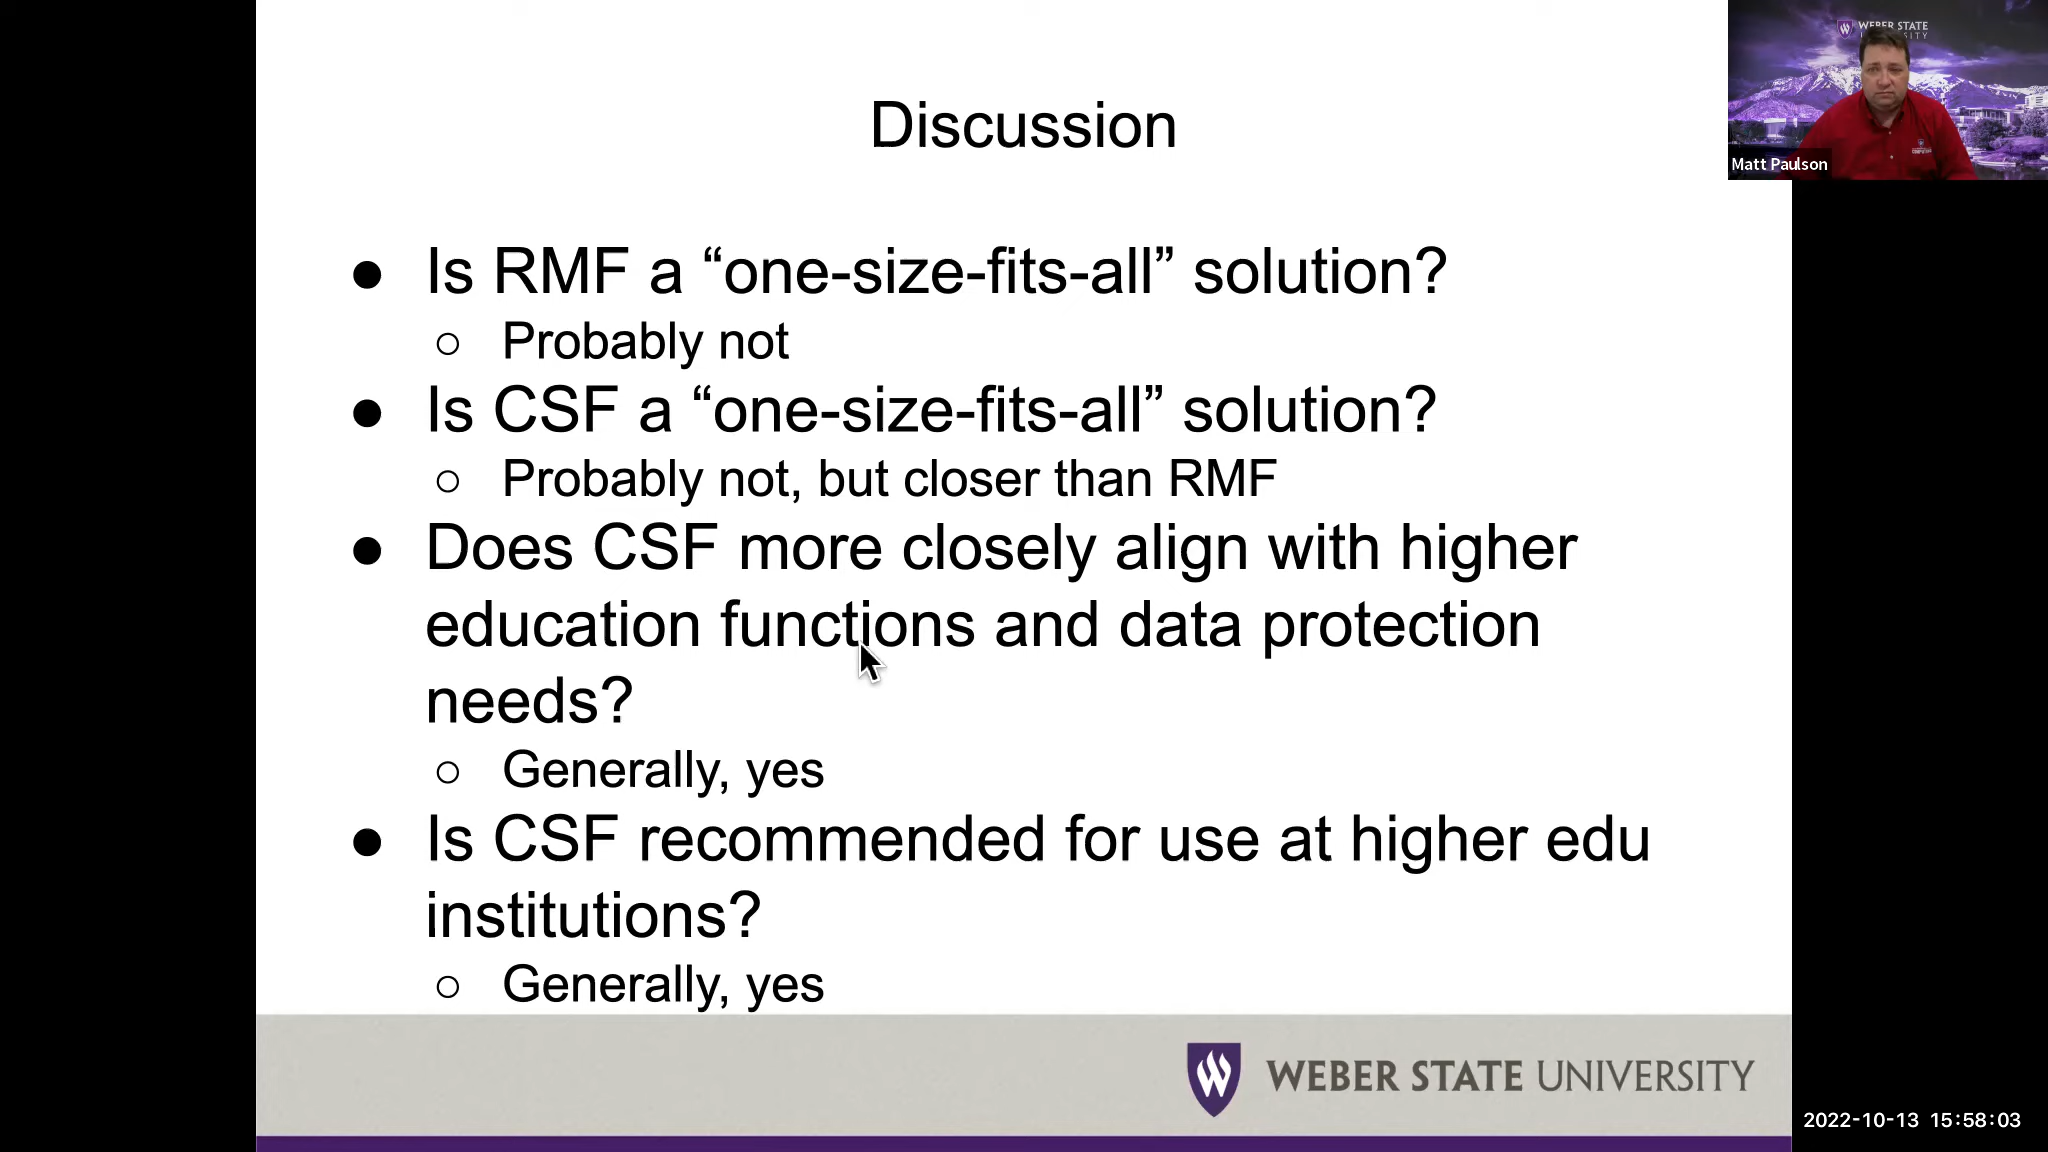 Discussion
● Is RMF a “one-size-fits-all” solution?
○ Probably not
● Is CSF a “one-size-fits-all” solution?
○ Probably not, but closer than RMF
● Does CSF more closely align with higher
education functions and data protection
needs?
○ Generally, yes
● Is CSF recommended for use at higher edu
institutions?
○ Generally, yes
WEBER STATE UNIVERSITY
WEBER STATE
Matt Paulson
2022-10-13 15:58:03